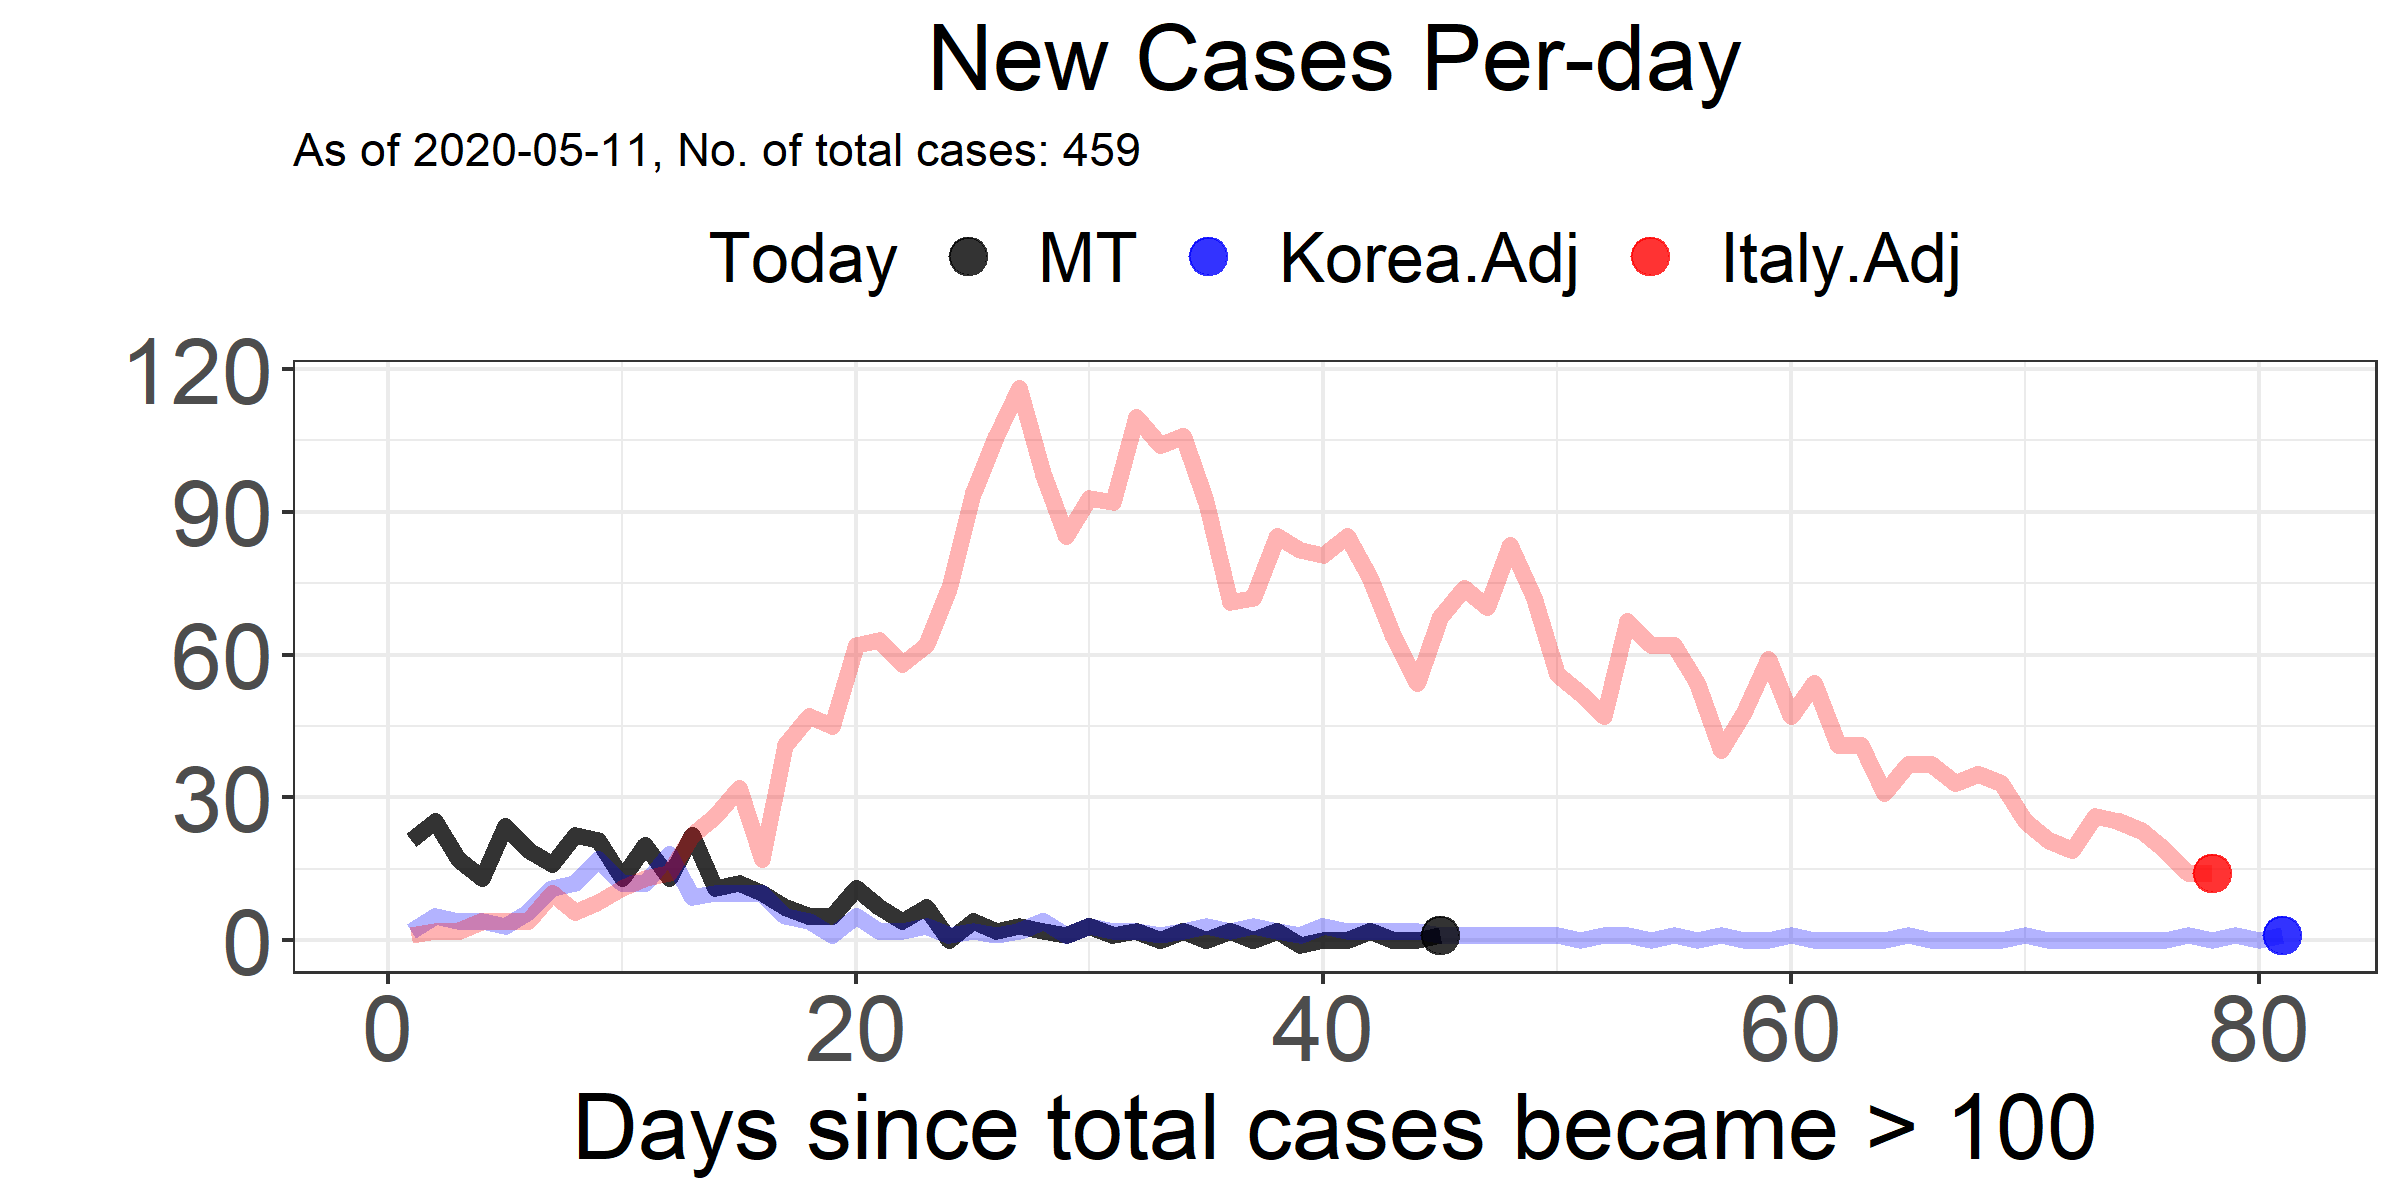 New Cases Per-day
As of 2020-05-11, No. of total cases: 459
Today MT Korea.Adj Italy.Adj
120
90
60
30
0
0 20 40 60 80
Days since total cases became > 100